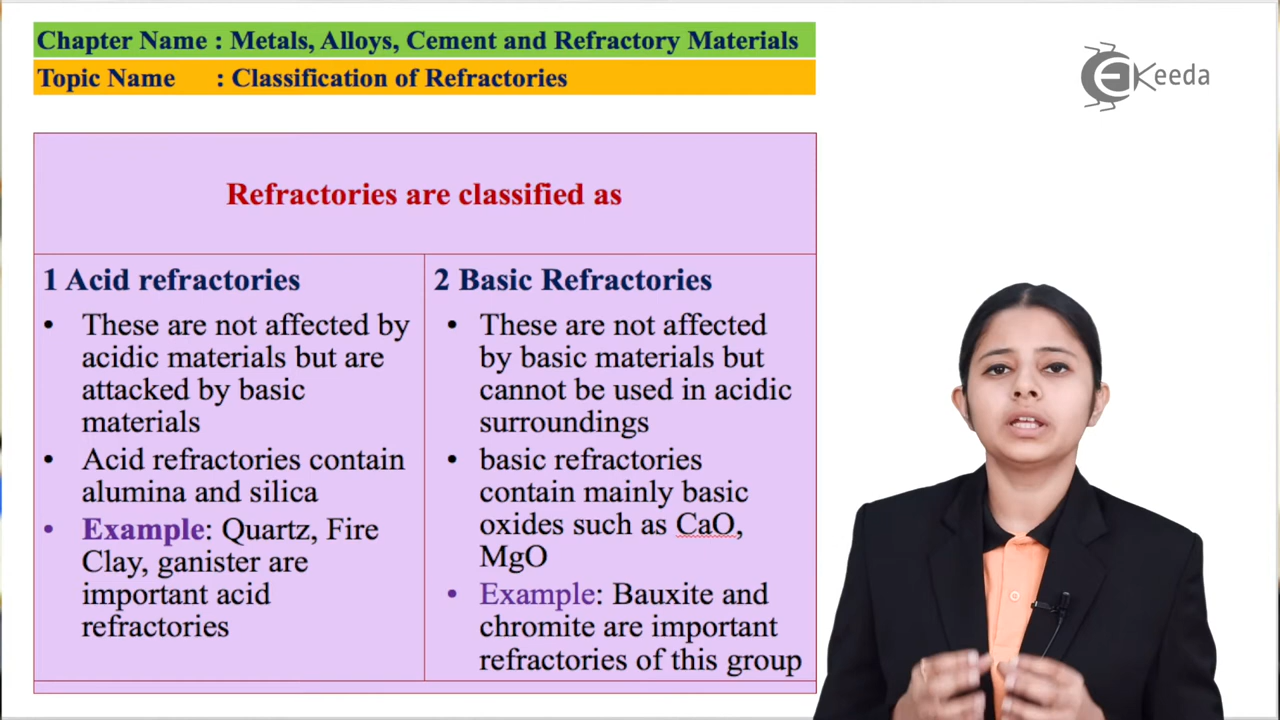 Chapter Name : Metals, Alloys, Cement and Refractory Materials
Topic Name : Classification of Refractories
EKeeda
Refractories are classified as
1 Acid refractories
• These are not affected by
acidic materials but are
attacked by basic
materials
• Acid refractories contain
alumina and silica
• Example: Quartz, Fire
Clay, ganister are
important acid
refractories
2 Basic Refractories
• These are not affected
by basic materials but
cannot be used in acidic
surroundings
• basic refractories
contain mainly basic
oxides such as CaO,
MgO
• Example: Bauxite and
chromite are important
refractories of this group